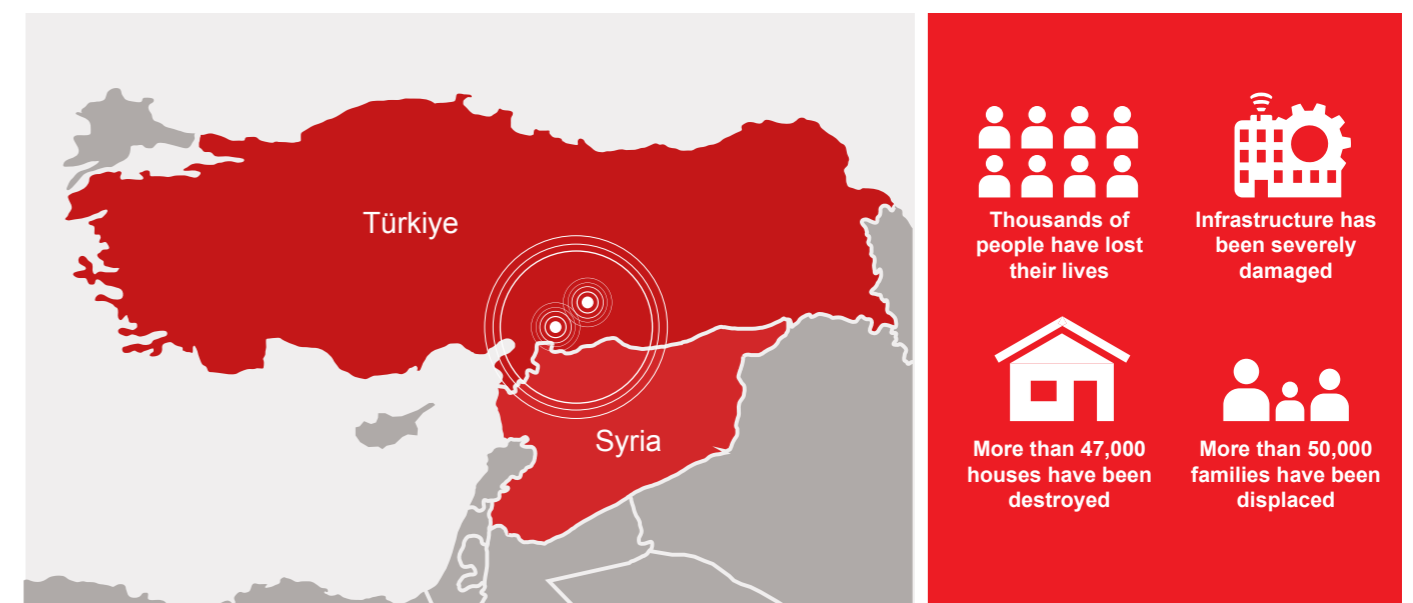 Türkiye
Syria
Thousands of
people have lost
their lives
Infrastructure has
been severely
damaged
More than 47,000
houses have been
destroyed
More than 50,000
families have been
displaced